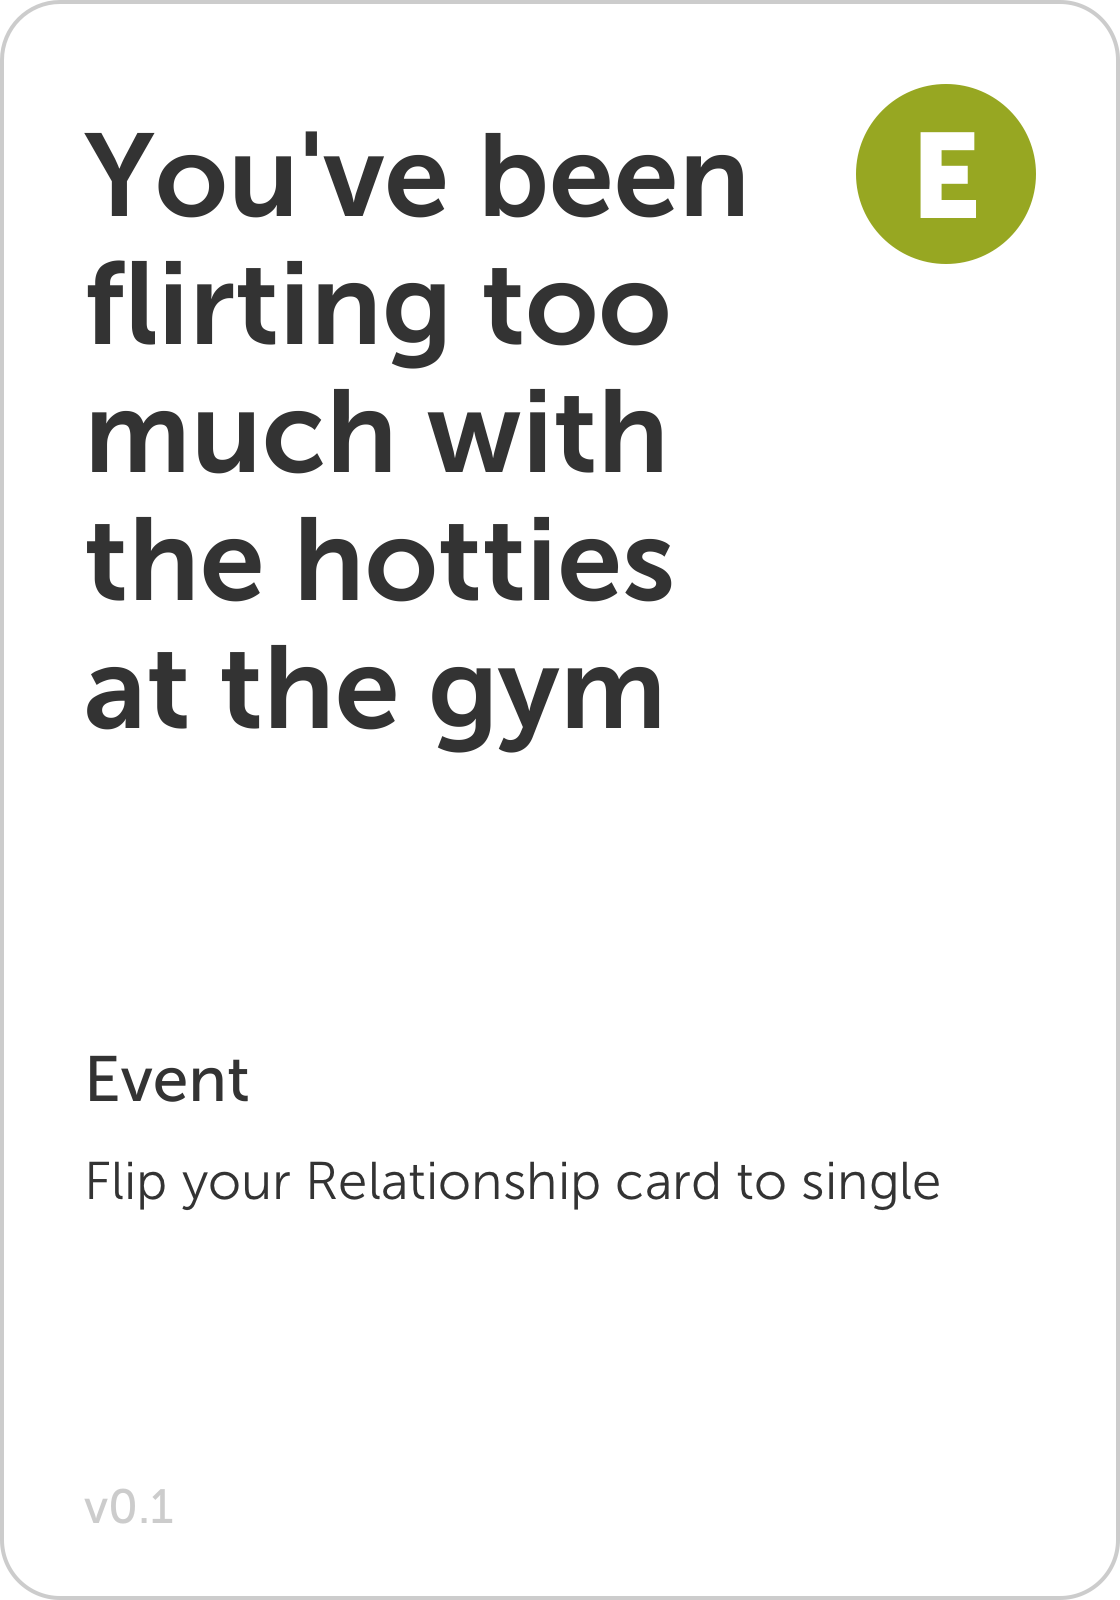 You've been
E
flirting too
much with
the hotties
at the gym
Event
Flip your Relationship card to single
v0.1